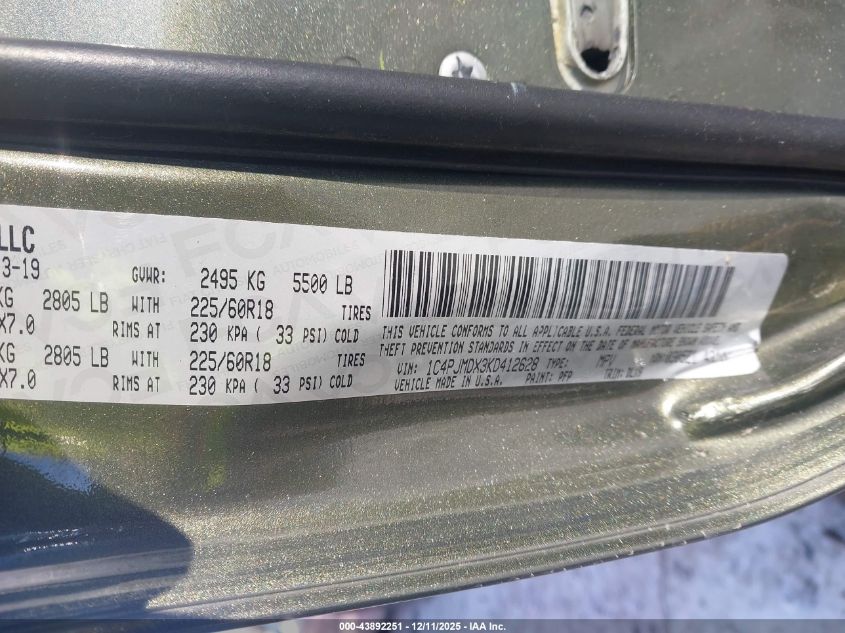 LLC
3-19
GVWR: 2495 KG 5500 LB
KG 2805 LB WITH 225/60R18 TIRES
X7.0 RIMS AT 230 KPA ( 33 PSI) COLD
KG 2805 LB WITH 225/60R18 TIRES
X7.0 RIMS AT 230 KPA ( 33 PSI) COLD
THIS VEHICLE CONFORMS TO ALL APPLICABLE U.S.A. FEDERAL MOTOR VEHICLE SAFETY AND
THEFT PREVENTION STANDARDS IN EFFECT ON THE DATE OF MANUFACTURE SHOWN ABOVE.
VIN: 1C4PJMDX3KD412628 TYPE: MPV
VEHICLE MADE IN U.S.A. PAINT: PFP TRIM:
000-43892251 - 12/11/2025 - IAA Inc.